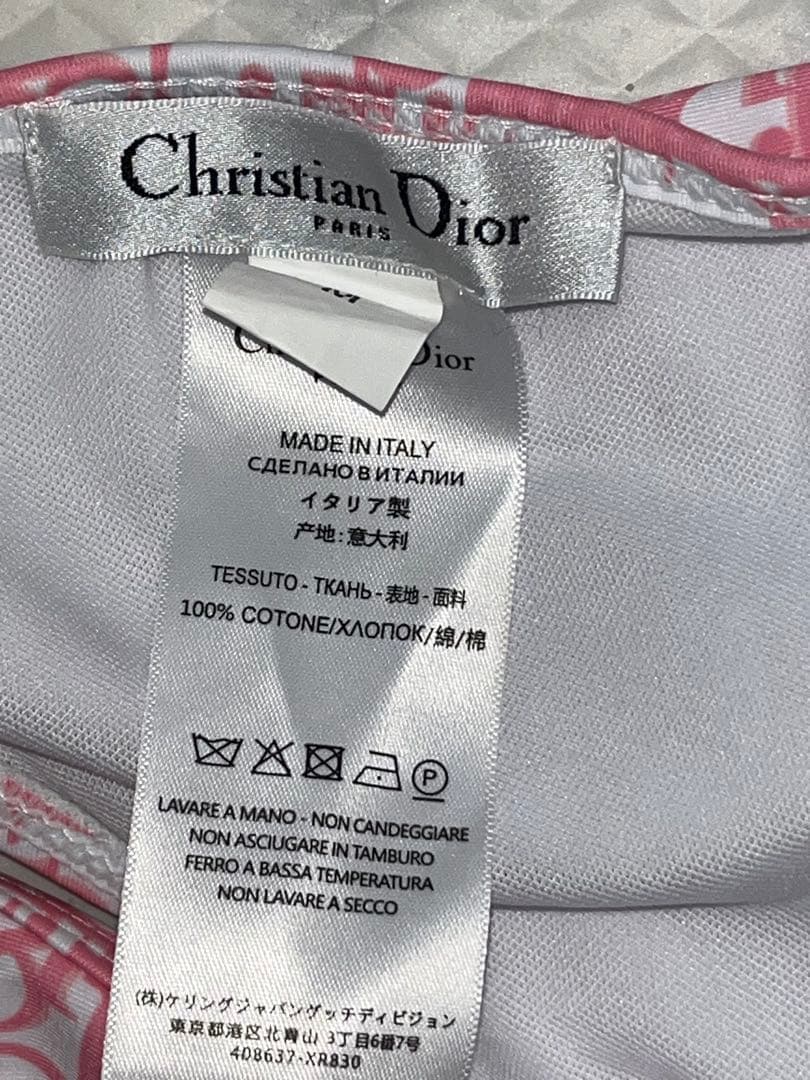 Christian Dior
PARIS
Dior
MADE IN ITALY
СДЕЛАНО В ИТАЛИИ
イタリア製
产地:意大利
TESSUTO - ТКАНЬ - 表地 - 面料
100% COTONE/ХЛОПОК/綿/棉
P
LAVARE A MANO - NON CANDEGGIARE
NON ASCIUGARE IN TAMBURO
FERRO A BASSA TEMPERATURA
NON LAVARE A SECCO
(株)ケリングジャパングッチディビジョン
東京都港区北青山 3丁目6番7号
408637-XR830